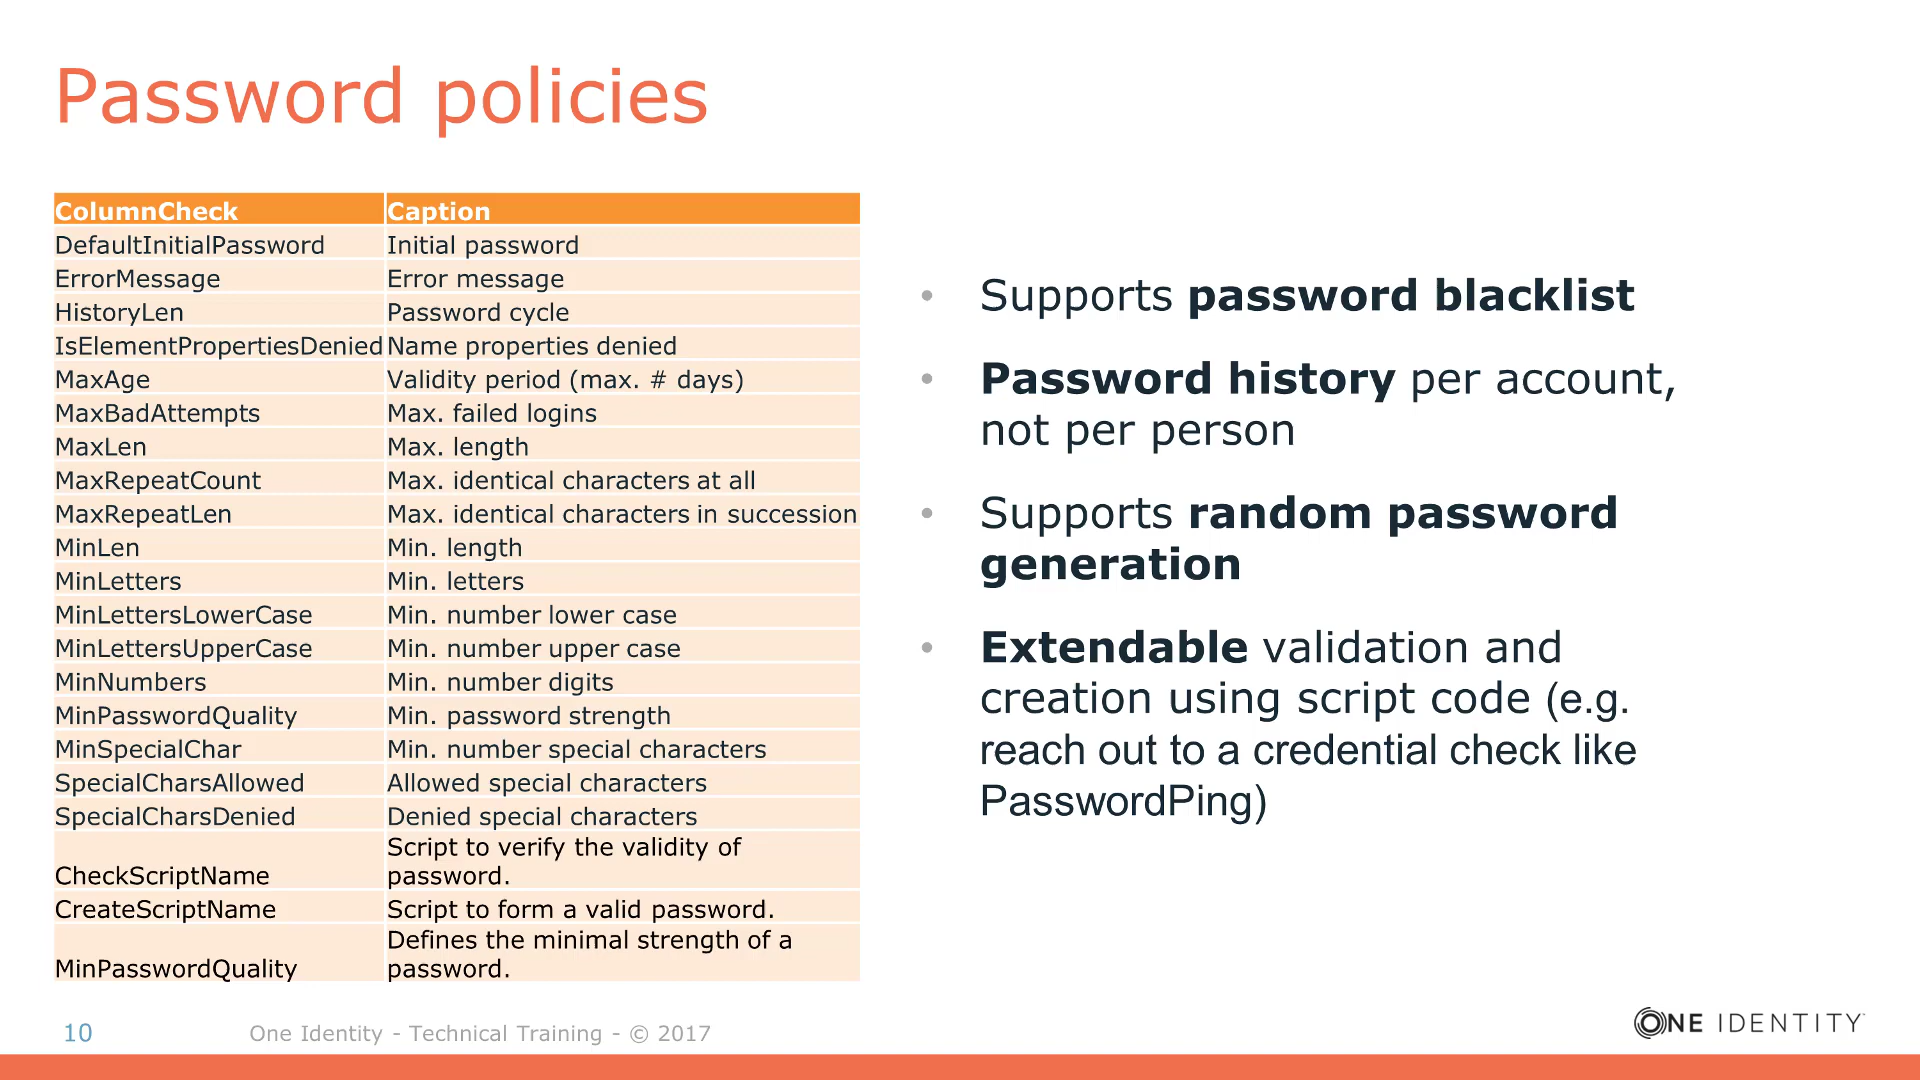 Password policies
ColumnCheck Caption
DefaultInitialPassword Initial password
ErrorMessage Error message
HistoryLen Password cycle
IsElementPropertiesDenied Name properties denied
MaxAge Validity period (max. # days)
MaxBadAttempts Max. failed logins
MaxLen Max. length
MaxRepeatCount Max. identical characters at all
MaxRepeatLen Max. identical characters in succession
MinLen Min. length
MinLetters Min. letters
MinLettersLowerCase Min. number lower case
MinLettersUpperCase Min. number upper case
MinNumbers Min. number digits
MinPasswordQuality Min. password strength
MinSpecialChar Min. number special characters
SpecialCharsAllowed Allowed special characters
SpecialCharsDenied Denied special characters
Script to verify the validity of
CheckScriptName password.
CreateScriptName Script to form a valid password.
Defines the minimal strength of a
MinPasswordQuality password.
• Supports password blacklist
• Password history per account,
not per person
• Supports random password
generation
• Extendable validation and
creation using script code (e.g.
reach out to a credential check like
PasswordPing)
10 One Identity - Technical Training - © 2017
ONE IDENTITY